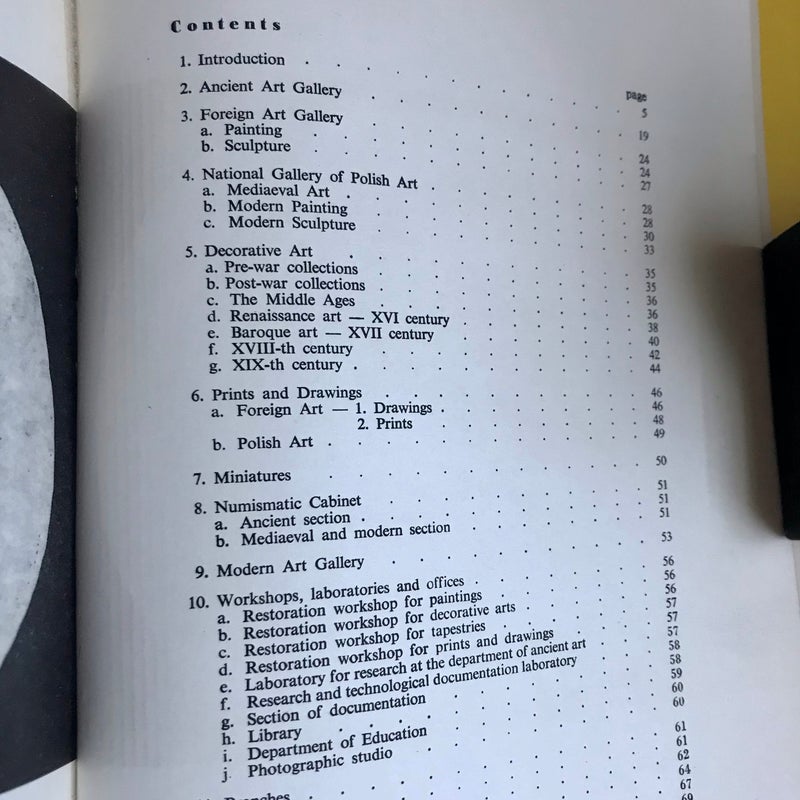 Contents
page
1. Introduction . . . . . . . . . . 5
2. Ancient Art Gallery . . . . . . . . . . 19
3. Foreign Art Gallery . . . . . . . . . . 24
a. Painting . . . . . . . . . . 24
b. Sculpture . . . . . . . . . . 27
4. National Gallery of Polish Art . . . . . . . . 28
a. Mediaeval Art . . . . . . . . . . 28
b. Modern Painting . . . . . . . . . 30
c. Modern Sculpture . . . . . . . . . 33
5. Decorative Art . . . . . . . . . . 35
a. Pre-war collections . . . . . . . . . 35
b. Post-war collections . . . . . . . . . 36
c. The Middle Ages . . . . . . . . . 36
d. Renaissance art — XVI century . . . . . . . 38
e. Baroque art — XVII century . . . . . . . 40
f. XVIII-th century . . . . . . . . . 42
g. XIX-th century . . . . . . . . . . 44
6. Prints and Drawings . . . . . . . . . 46
a. Foreign Art — 1. Drawings . . . . . . . 46
2. Prints . . . . . . . 48
b. Polish Art . . . . . . . . . . 49
7. Miniatures . . . . . . . . . . 50
8. Numismatic Cabinet . . . . . . . . . 51
a. Ancient section . . . . . . . . . 51
b. Mediaeval and modern section . . . . . . . 51
9. Modern Art Gallery . . . . . . . . . 53
10. Workshops, laboratories and offices . . . . . . . 56
a. Restoration workshop for paintings . . . . . . 56
b. Restoration workshop for decorative arts . . . . . 56
c. Restoration workshop for tapestries . . . . . . 57
d. Restoration workshop for prints and drawings . . . . 57
e. Laboratory for research at the department of ancient art . . . 57
f. Research and technological documentation laboratory . . . 58
g. Section of documentation . . . . . . . 58
h. Library . . . . . . . . . . 59
i. Department of Education . . . . . . . 60
j. Photographic studio . . . . . . . . 60
Branches . . . . . . . . . . 61
61
62
64
67
69